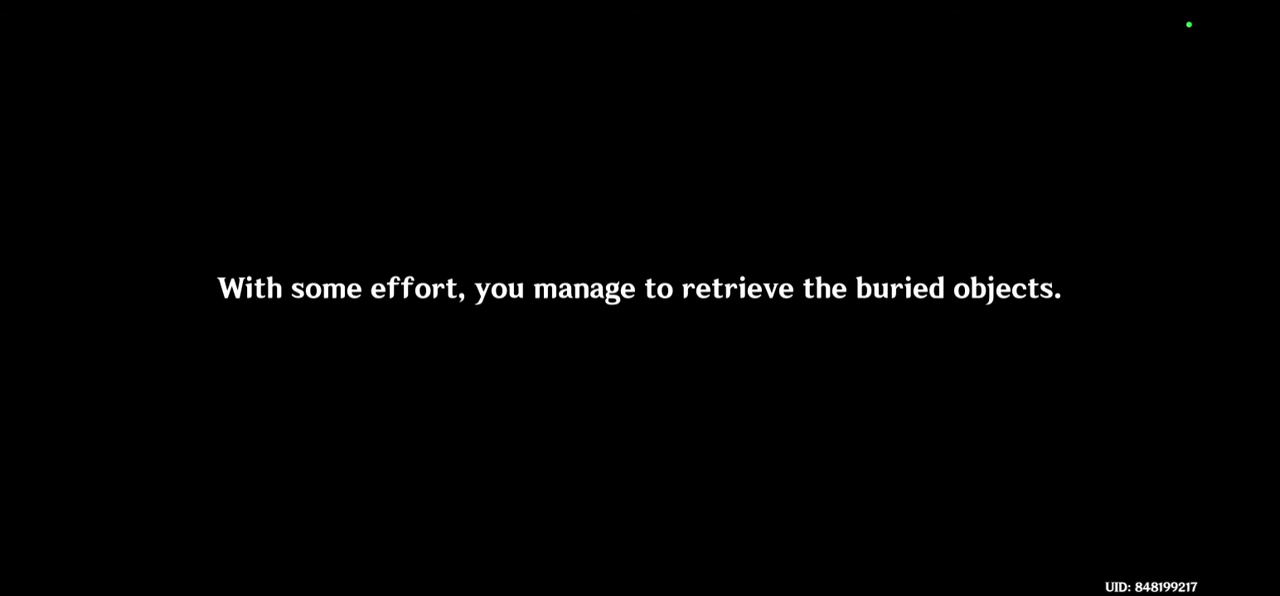 With some effort, you manage to retrieve the buried objects.
UID: 848199217